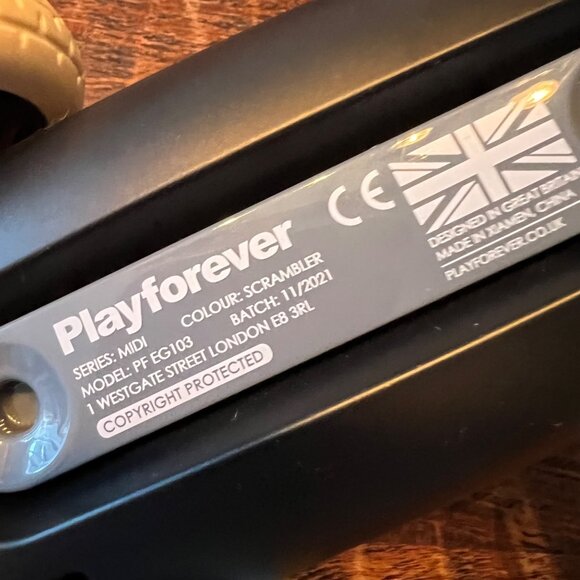 Playforever
SERIES: MIDI COLOUR: SCRAMBLER
MODEL: PF EG103 BATCH: 11/2021
1 WESTGATE STREET LONDON E8 3RL
COPYRIGHT PROTECTED
CE
DESIGNED IN GREAT BRITAIN
MADE IN XIAMEN, CHINA
PLAYFOREVER.CO.UK